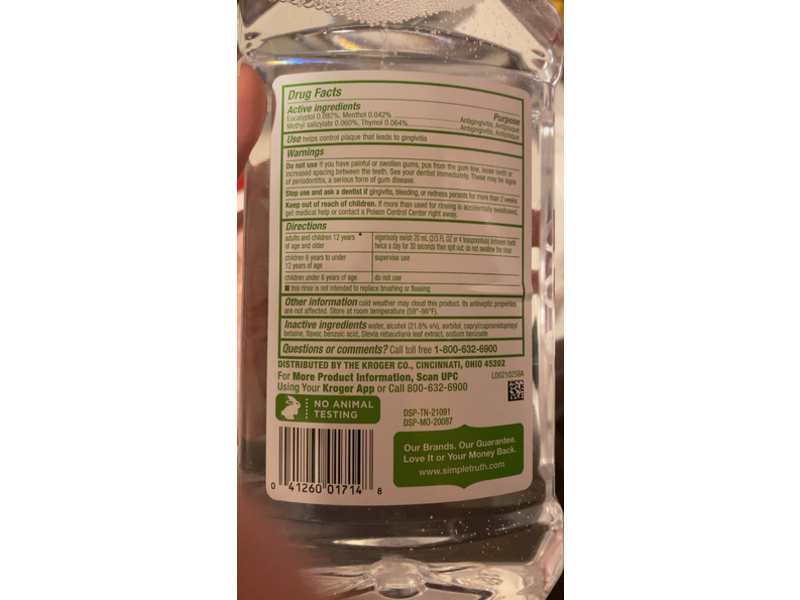 Drug Facts
Active ingredients
Purpose
Eucalyptol 0.092%, Menthol 0.042% Antigingivitis, Antiplaque
Methyl salicylate 0.060%, Thymol 0.064% Antigingivitis, Antiplaque
Use helps control plaque that leads to gingivitis
Warnings
Do not use if you have painful or swollen gums, pus from the gum line, loose teeth or
increased spacing between the teeth. See your dentist immediately. These may be signs
of periodontitis, a serious form of gum disease.
Stop use and ask a dentist if gingivitis, bleeding, or redness persists for more than 2 weeks
Keep out of reach of children. If more than used for rinsing is accidentally swallowed,
get medical help or contact a Poison Control Center right away.
Directions
adults and children 12 years
of age and older
vigorously swish 20 mL (2/3 FL OZ or 4 teaspoonfuls) between teeth
twice a day for 30 seconds then spit out; do not swallow the rinse
children 6 years to under
12 years of age
supervise use
children under 6 years of age do not use
■ this rinse is not intended to replace brushing or flossing
Other information cold weather may cloud this product. Its antiseptic properties
are not affected. Store at room temperature (59°-86°F).
Inactive ingredients water, alcohol (21.6% v/v), sorbitol, capryl/capramidopropyl
betaine, flavor, benzoic acid, Stevia rebaudiana leaf extract, sodium benzoate
Questions or comments? Call toll free 1-800-632-6900
DISTRIBUTED BY THE KROGER CO., CINCINNATI, OHIO 45202
For More Product Information, Scan UPC
Using Your Kroger App or Call 800-632-6900
L0021025BA
NO ANIMAL
TESTING
DSP-TN-21091
DSP-MO-20087
Our Brands. Our Guarantee.
Love It or Your Money Back.
www.simpletruth.com
0 41260 01714 8